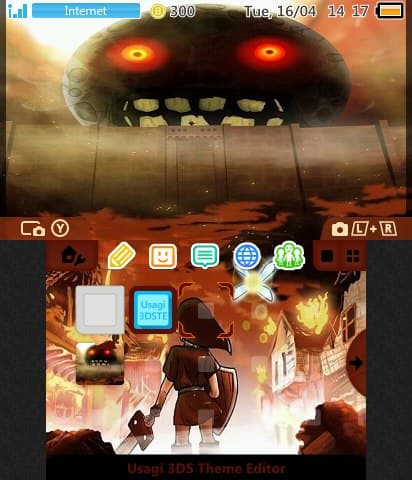 Internet
300
Tue, 16/04
14 17
Y
L+R
Usagi
3DSTE
Usagi 3DS Theme Editor